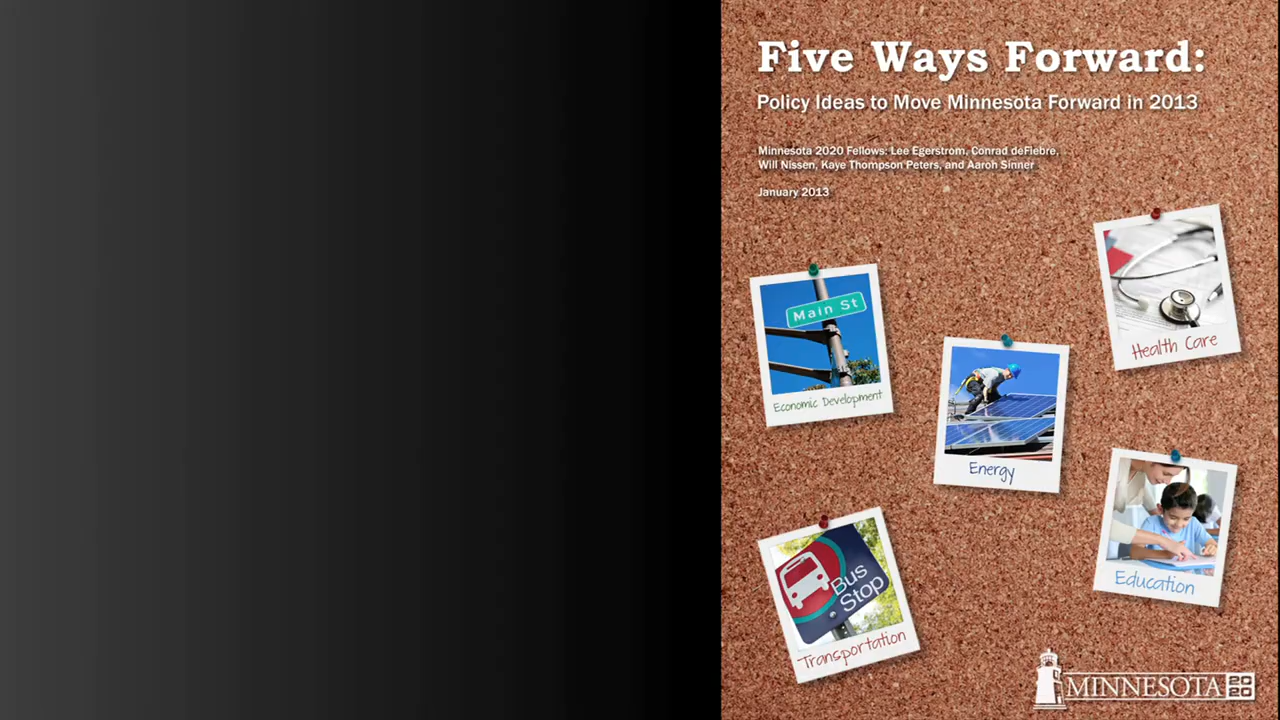 Five Ways Forward:
Policy Ideas to Move Minnesota Forward in 2013
Minnesota 2020 Fellows: Lee Egerstrom, Conrad deFiebre,
Will Nissen, Kaye Thompson Peters, and Aaron Sinner
January 2013
Main St
Economic Development
Health Care
Energy
Education
Bus
Stop
Transportation
MINNESOTA 2020